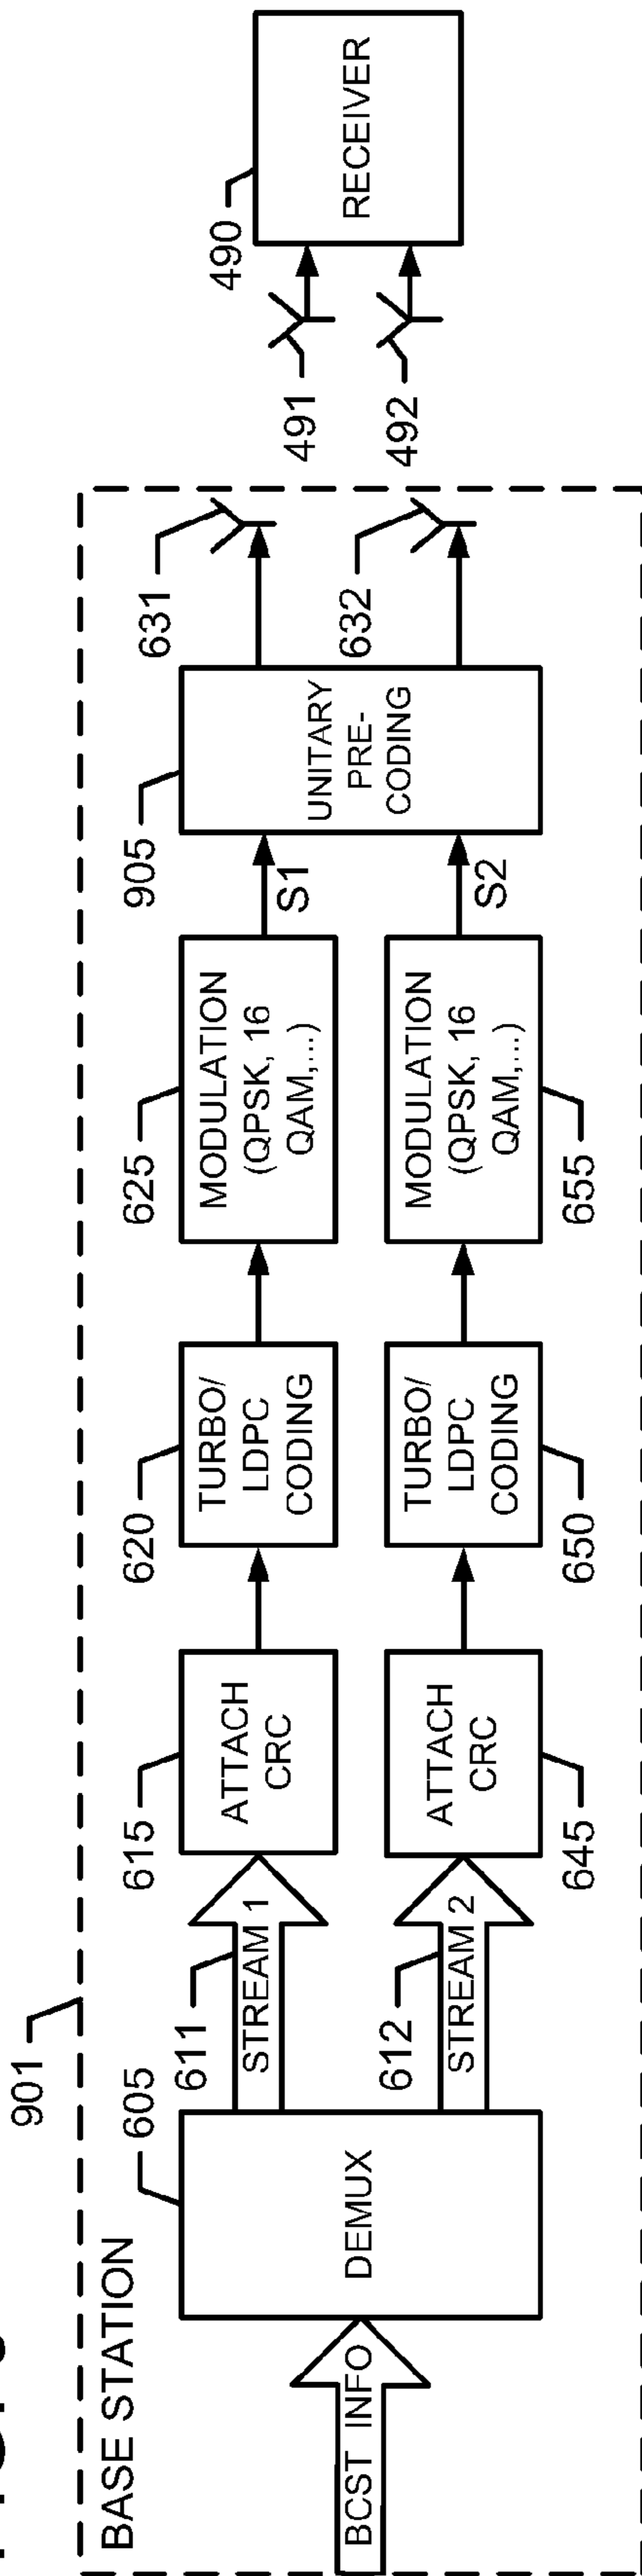 901
BASE STATION
BCST INFO
605
DEMUX
611
STREAM 1
612
STREAM 2
615
ATTACH
CRC
645
ATTACH
CRC
620
TURBO/
LDPC
CODING
650
TURBO/
LDPC
CODING
625
MODULATION
(QPSK, 16
QAM,...)
655
MODULATION
(QPSK, 16
QAM,...)
S1
S2
905
UNITARY
PRE-
CODING
631
632
491
492
490
RECEIVER